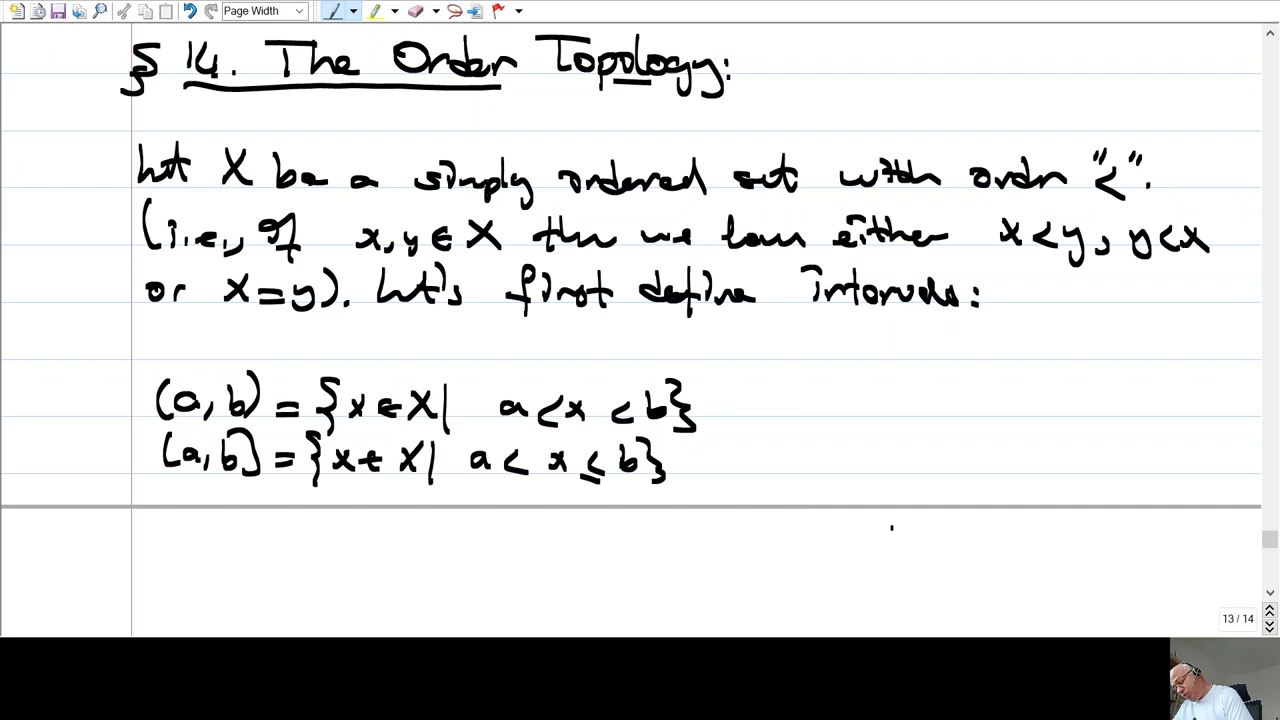 Page Width
§ 14. The Order Topology:
Let X be a simply ordered set with order "<".
(i.e., If x, y ∈ X then we have either x < y, y < x
or x = y). Let's first define intervals:
(a, b) = {x ∈ X | a < x < b}
(a, b] = {x ∈ X | a < x ≤ b}
13 / 14